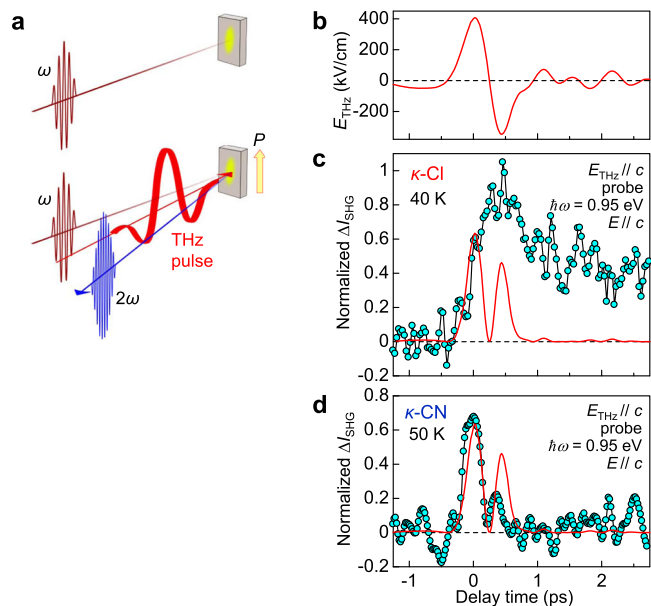 a
ω
P
ω
THz
pulse
2ω
b
E_THz (kV/cm)
400
200
0
-200
c
Normalized ΔI_SHG
1
0.8
0.6
0.4
0.2
0
-0.2
κ-Cl
40 K
E_THz // c
probe
ℏω = 0.95 eV
E // c
d
Normalized ΔI_SHG
0.8
0.6
0.4
0.2
0
-0.2
κ-CN
50 K
E_THz // c
probe
ℏω = 0.95 eV
E // c
-1 0 1 2
Delay time (ps)